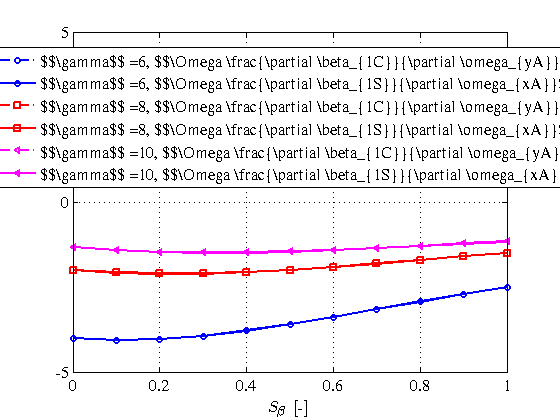 5
$$\gamma$$ =6, $$\Omega \frac{\partial \beta_{1C}}{\partial \omega_{yA}}
$$\gamma$$ =6, $$\Omega \frac{\partial \beta_{1S}}{\partial \omega_{xA}}$
$$\gamma$$ =8, $$\Omega \frac{\partial \beta_{1C}}{\partial \omega_{yA}}
$$\gamma$$ =8, $$\Omega \frac{\partial \beta_{1S}}{\partial \omega_{xA}}$
$$\gamma$$ =10, $$\Omega \frac{\partial \beta_{1C}}{\partial \omega_{yA}
$$\gamma$$ =10, $$\Omega \frac{\partial \beta_{1S}}{\partial \omega_{xA}
0
-5
0 0.2 0.4 0.6 0.8 1
Sβ [-]